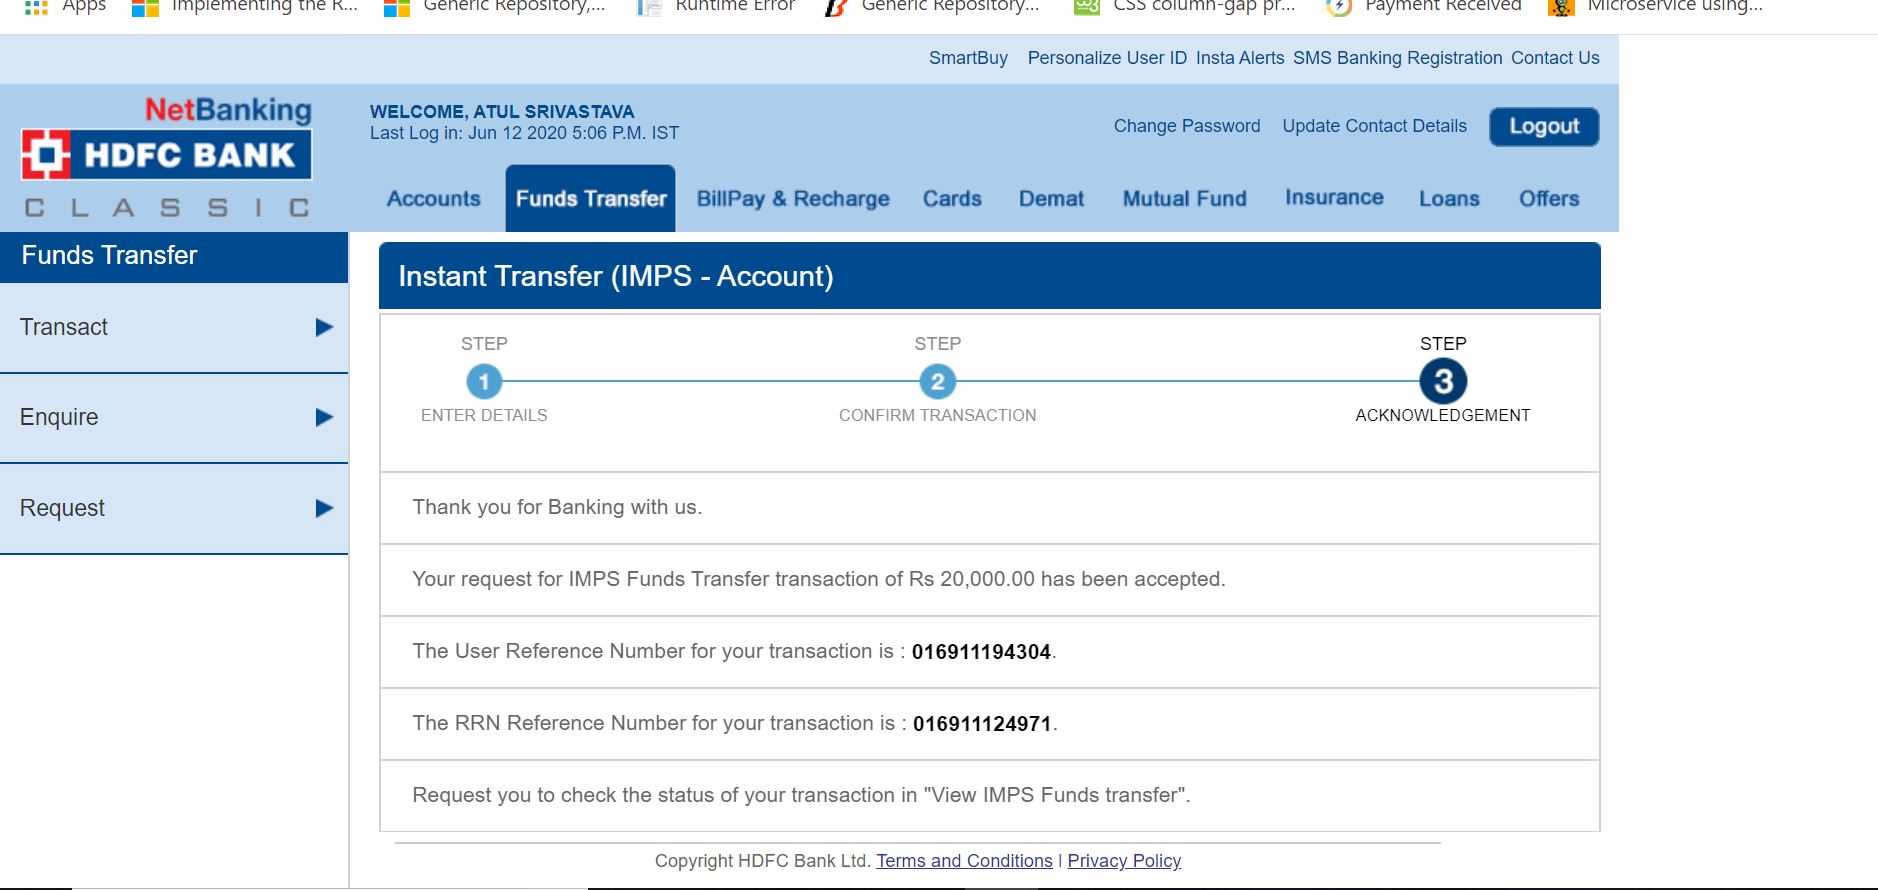 Apps Implementing the R... Generic Repository,... Runtime Error Generic Repository... CSS column-gap pr... Payment Received Microservice using...
SmartBuy Personalize User ID Insta Alerts SMS Banking Registration Contact Us
NetBanking
HDFC BANK
CLASSIC
WELCOME, ATUL SRIVASTAVA
Last Log in: Jun 12 2020 5:06 P.M. IST
Change Password Update Contact Details Logout
Accounts Funds Transfer BillPay & Recharge Cards Demat Mutual Fund Insurance Loans Offers
Funds Transfer
Transact
Enquire
Request
Instant Transfer (IMPS - Account)
STEP STEP STEP
1 2 3
ENTER DETAILS CONFIRM TRANSACTION ACKNOWLEDGEMENT
Thank you for Banking with us.
Your request for IMPS Funds Transfer transaction of Rs 20,000.00 has been accepted.
The User Reference Number for your transaction is : 016911194304.
The RRN Reference Number for your transaction is : 016911124971.
Request you to check the status of your transaction in "View IMPS Funds transfer".
Copyright HDFC Bank Ltd. Terms and Conditions | Privacy Policy